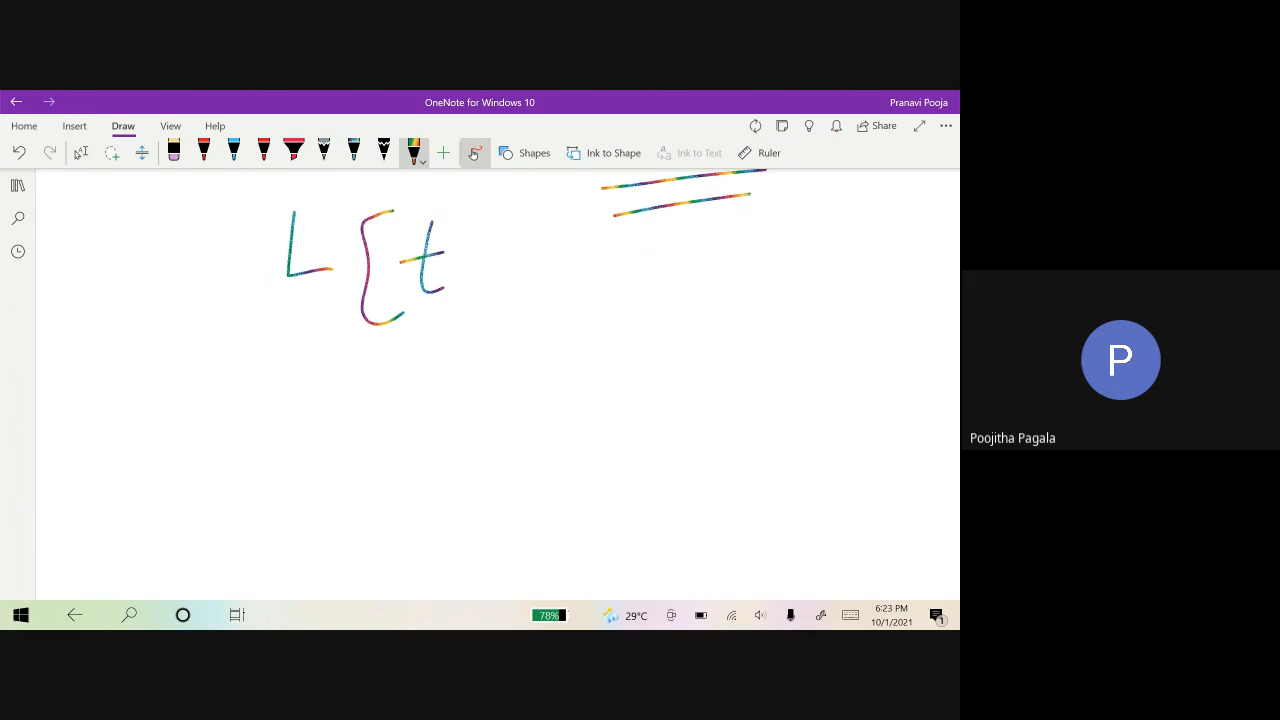 OneNote for Windows 10
Pranavi Pooja
Home Insert Draw View Help Share
Shapes Ink to Shape Ink to Text Ruler
L { t
P
Poojitha Pagala
78% 29°C 6:23 PM
10/1/2021
1